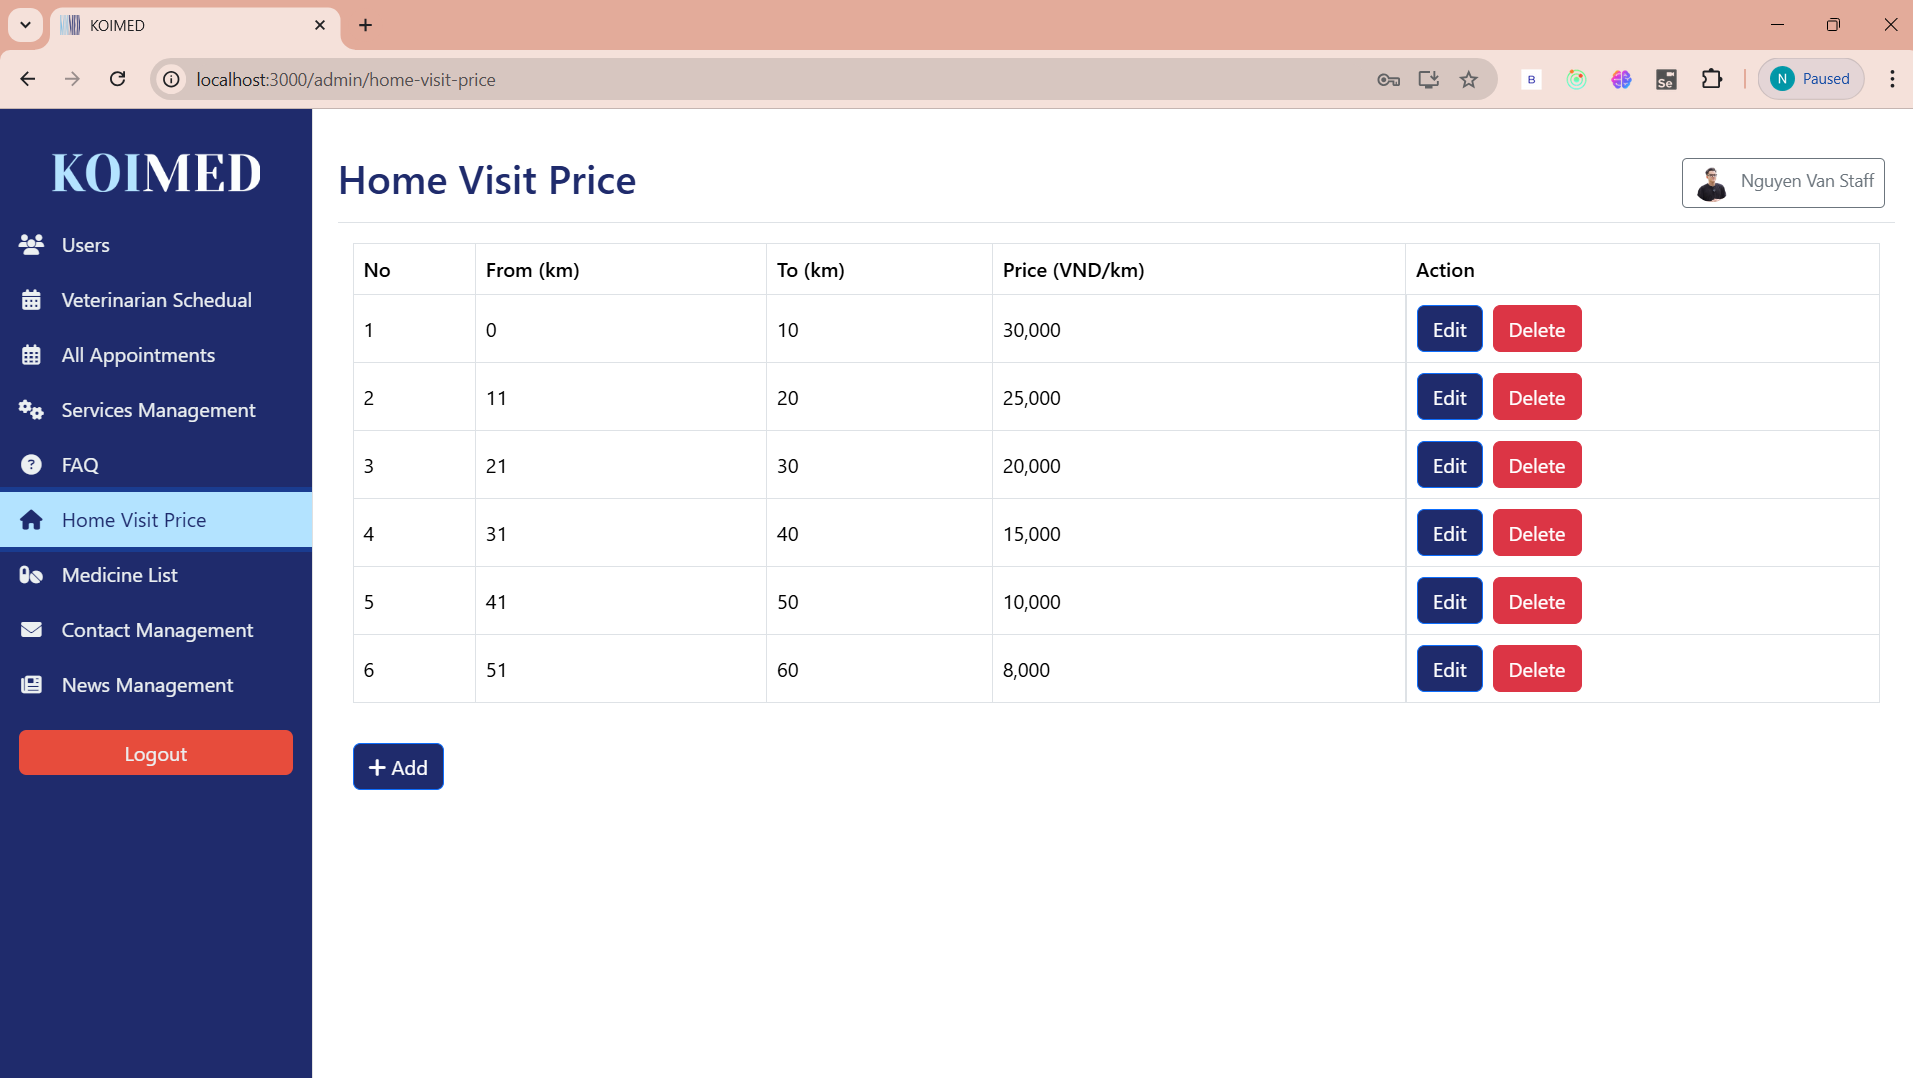 KOIMED
localhost:3000/admin/home-visit-price
B
Se
N Paused
KOIMED
Users
Veterinarian Schedual
All Appointments
Services Management
? FAQ
Home Visit Price
Medicine List
Contact Management
News Management
Logout
Home Visit Price
Nguyen Van Staff
No From (km) To (km) Price (VND/km) Action
1 0 10 30,000 Edit Delete
2 11 20 25,000 Edit Delete
3 21 30 20,000 Edit Delete
4 31 40 15,000 Edit Delete
5 41 50 10,000 Edit Delete
6 51 60 8,000 Edit Delete
+ Add